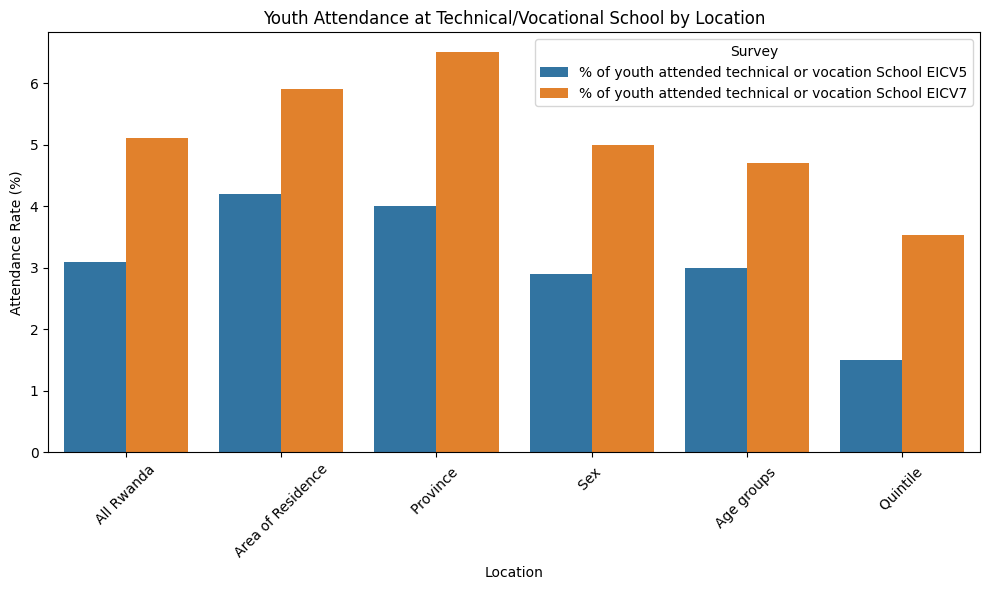 Youth Attendance at Technical/Vocational School by Location
Survey
% of youth attended technical or vocation School EICV5
% of youth attended technical or vocation School EICV7
Attendance Rate (%)
6
5
4
3
2
1
0
All Rwanda
Area of Residence
Province
Sex
Age groups
Quintile
Location